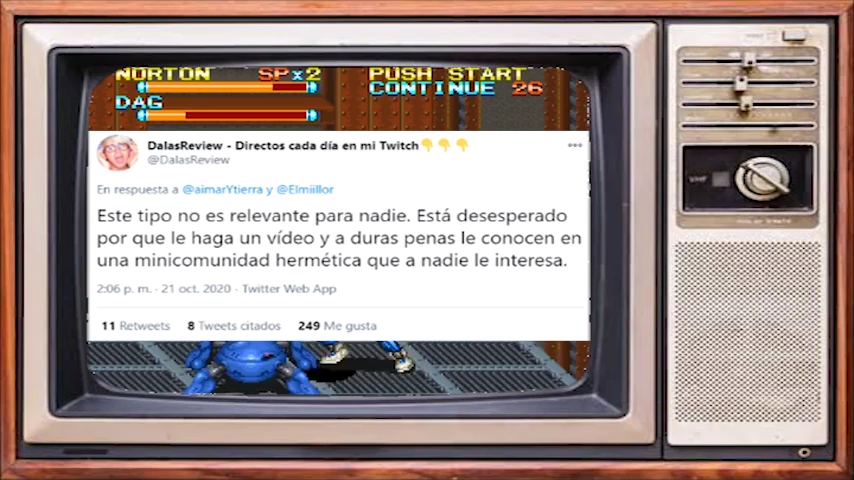 NORTON SPx2 PUSH START
CONTINUE 26
DAG
DalasReview - Directos cada día en mi Twitch👇👇👇
@DalasReview
En respuesta a @aimarYtierra y @Elmiillor
Este tipo no es relevante para nadie. Está desesperado
por que le haga un vídeo y a duras penas le conocen en
una minicomunidad hermética que a nadie le interesa.
2:06 p. m. · 21 oct. 2020 · Twitter Web App
11 Retweets 8 Tweets citados 249 Me gusta
VHF